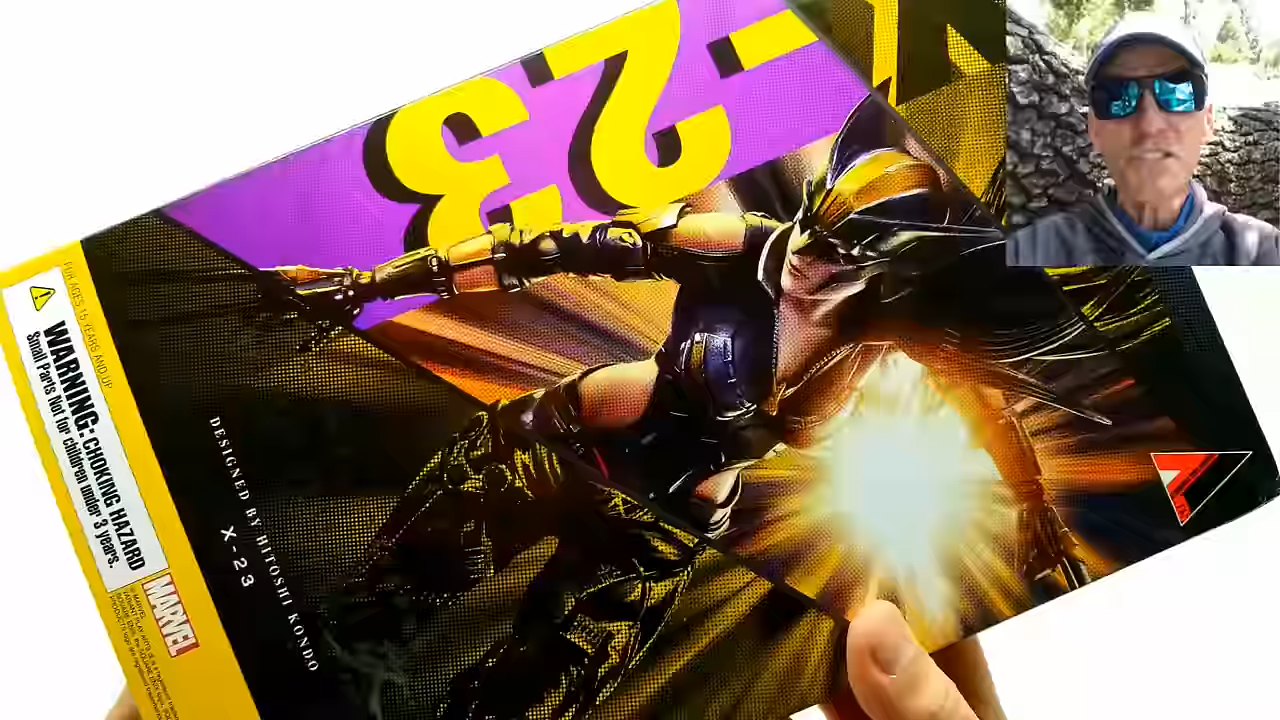 -23
FOR AGES 15 YEARS AND UP
WARNING: CHOKING HAZARD
Small Parts Not for children under 3 years.
DESIGNED BY HITOSHI KONDO
X-23
MARVEL